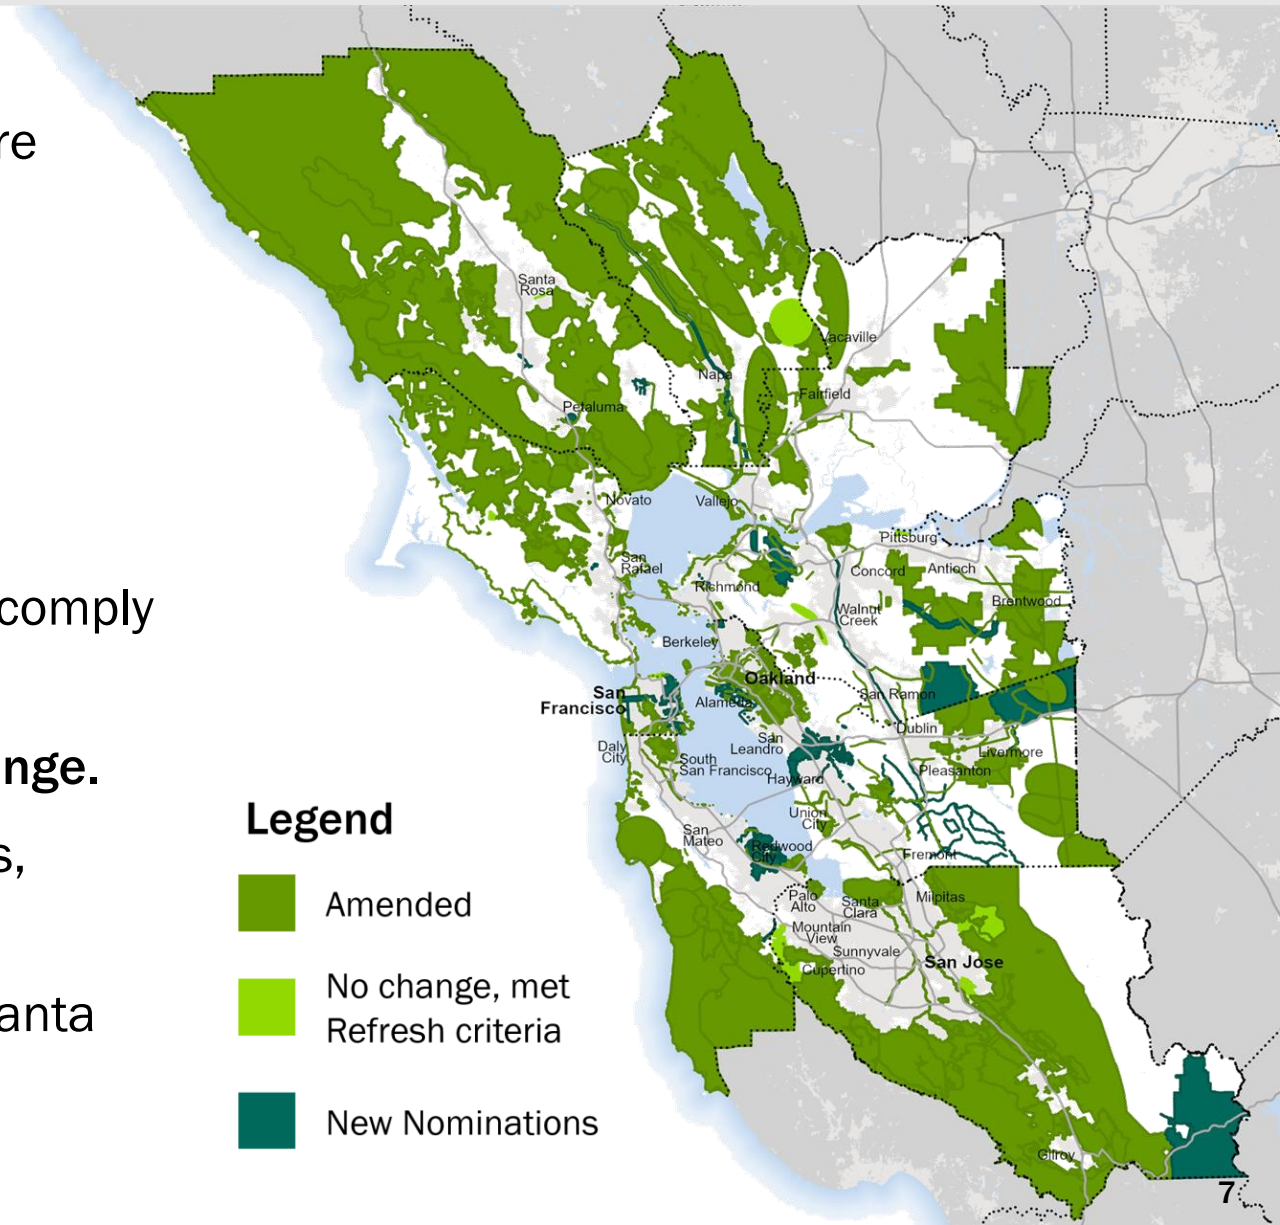 re
comply
nge.
s,
anta
Santa
Rosa
Vacaville
Napa
Fairfield
Petaluma
Novato
Vallejo
Pittsburg
San
Rafael
Concord
Antioch
Richmond
Brentwood
Walnut
Creek
Berkeley
Oakland
San
Francisco
Alameda
San Ramon
Dublin
Daly
City
San
Leandro
Livermore
South
San Francisco
Hayward
Pleasanton
Union
City
San
Mateo
Redwood
City
Fremont
Palo
Alto
Santa
Clara
Milpitas
Mountain
View
Sunnyvale
San Jose
Cupertino
Gilroy
Legend
Amended
No change, met
Refresh criteria
New Nominations
7